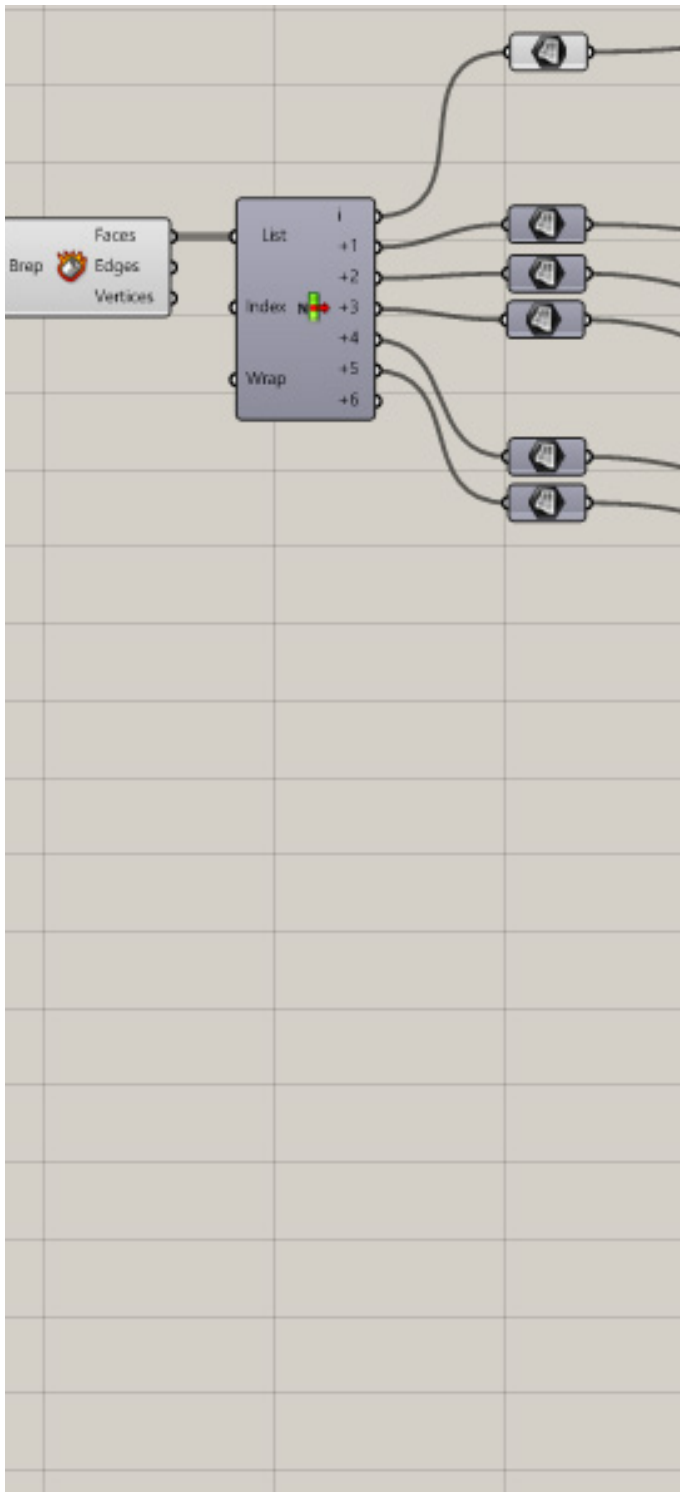 i
Faces
List
+1
Brep
Edges
+2
Vertices
Index
N
+3
+4
Wrap
+5
+6